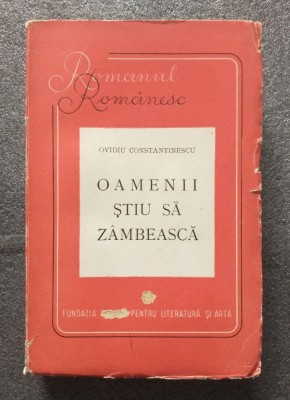 Romanul
Românesc
OVIDIU CONSTANTINESCU
OAMENII
ȘTIU SĂ
ZÂMBEASCĂ
FUNDAȚIA PENTRU LITERATURĂ ȘI ARTĂ